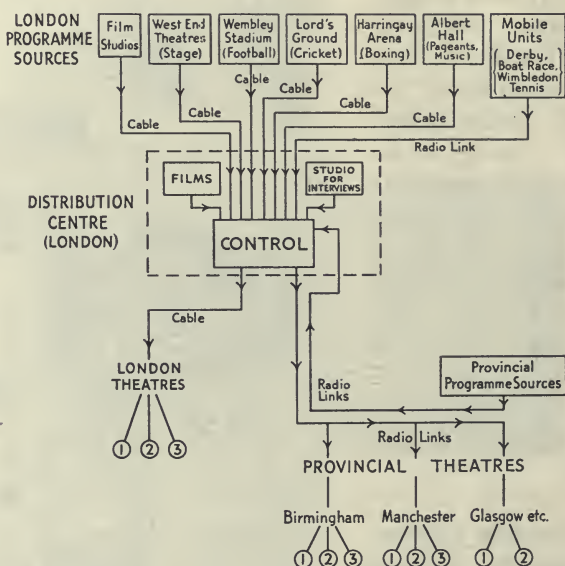 LONDON
PROGRAMME
SOURCES
Film
Studios
West End
Theatres
(Stage)
Wembley
Stadium
(Football)
Lord's
Ground
(Cricket)
Harringay
Arena
(Boxing)
Albert
Hall
(Pageants,
Music)
Mobile
Units
Derby,
Boat Race,
Wimbledon
Tennis
Cable
Cable
Cable
Cable
Cable
Radio Link
DISTRIBUTION
CENTRE
(LONDON)
FILMS
STUDIO
FOR
INTERVIEWS
CONTROL
Cable
LONDON
THEATRES
1 2 3
Radio
Links
Provincial
Programme Sources
Radio Links
PROVINCIAL THEATRES
Birmingham Manchester Glasgow etc.
1 2 3 1 2 3 1 2